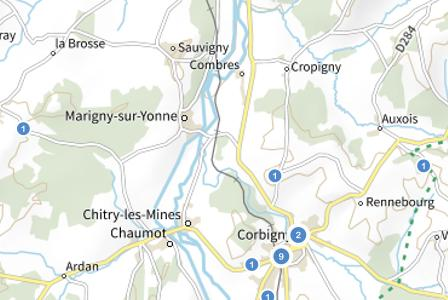 ray
la Brosse
Sauvigny
Combres
Cropigny
D284
Marigny-sur-Yonne
Auxois
1
1
1
Rennebourg
Chitry-les-Mines
Chaumot
Corbign
2
9
1
Ardan
1
W